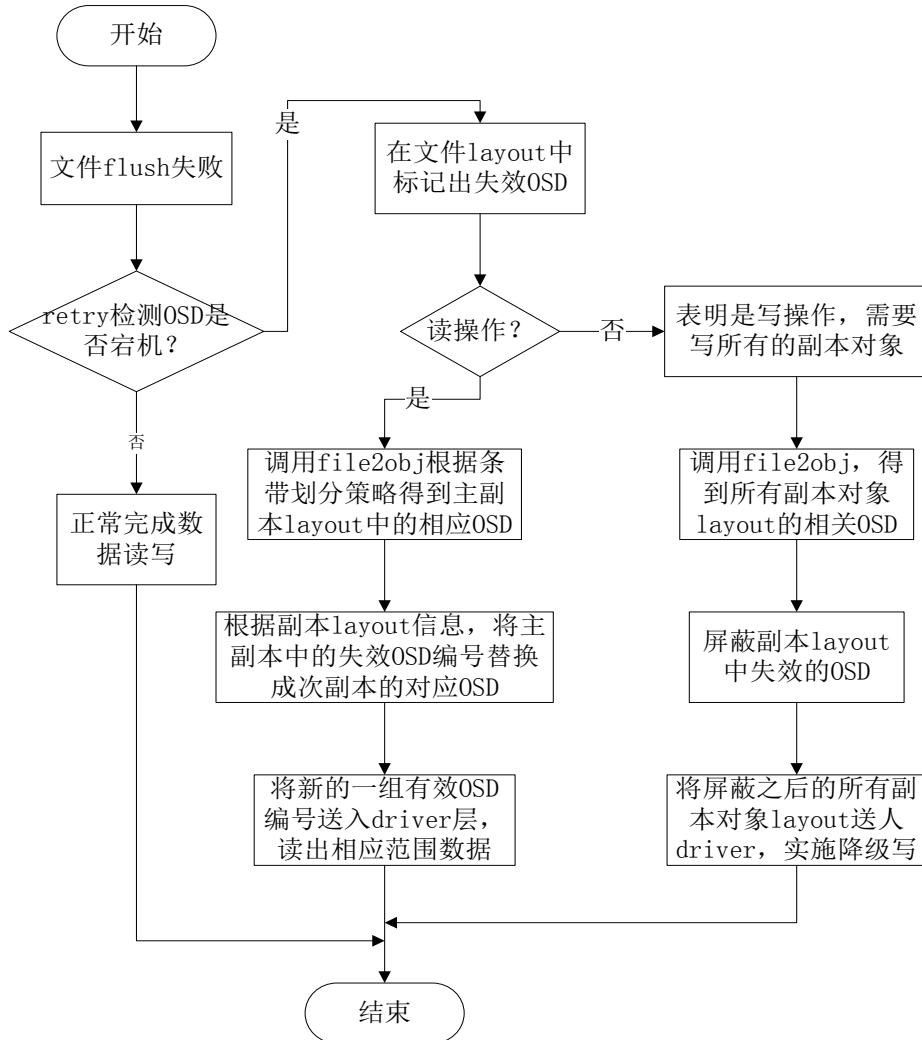 开始
文件flush失败
retry检测OSD是
否宕机？
是
在文件layout中
标记出失效OSD
读操作？
否
表明是写操作，需要
写所有的副本对象
否
是
正常完成数
据读写
调用file2obj根据条
带划分策略得到主副
本layout中的相应OSD
调用file2obj，得
到所有副本对象
layout的相关OSD
根据副本layout信息，将主
副本中的失效OSD编号替换
成次副本的对应OSD
屏蔽副本layout
中失效的OSD
将新的一组有效OSD
编号送入driver层，
读出相应范围数据
将屏蔽之后的所有副
本对象layout送人
driver，实施降级写
结束